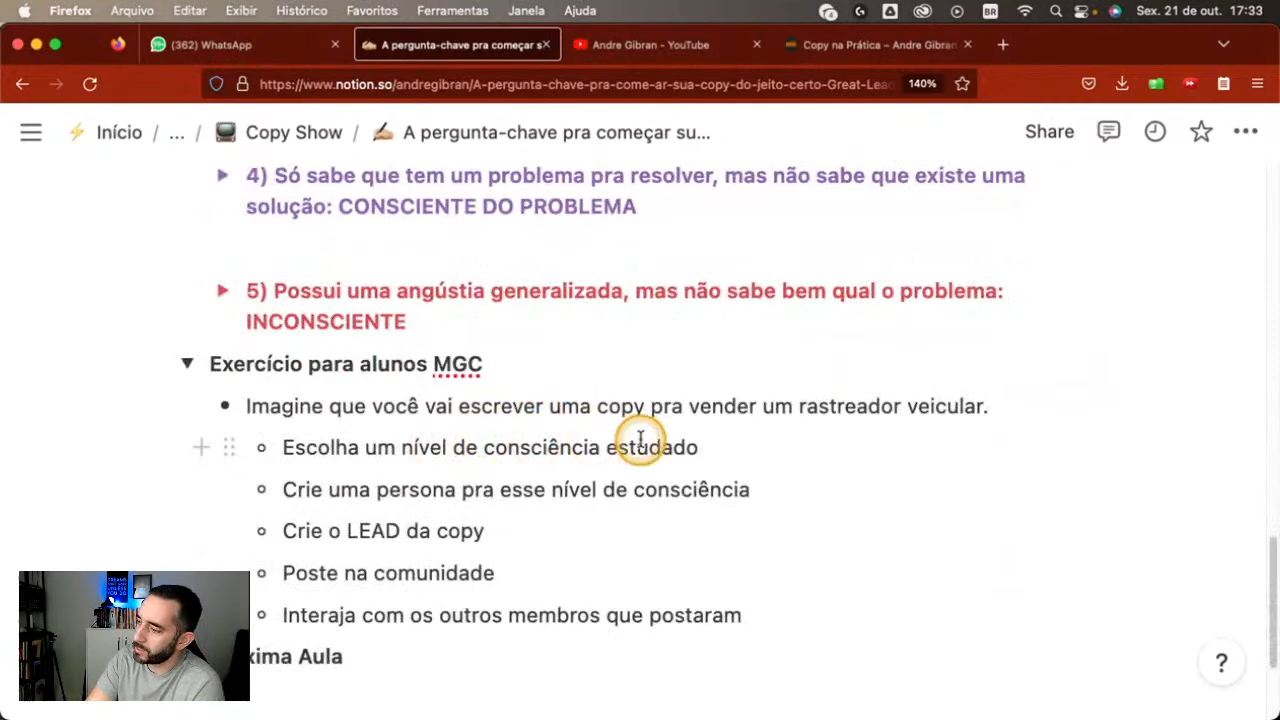 Firefox Arquivo Editar Exibir Histórico Favoritos Ferramentas Janela Ajuda BR Sex. 21 de out. 17:33
(362) WhatsApp A pergunta-chave pra começar s Andre Gibran - YouTube Copy na Prática – Andre Gibran
https://www.notion.so/andregibran/A-pergunta-chave-pra-come-ar-sua-copy-do-jeito-certo-Great-Lead 140%
Início / ... / Copy Show / A pergunta-chave pra começar su... Share
4) Só sabe que tem um problema pra resolver, mas não sabe que existe uma
solução: CONSCIENTE DO PROBLEMA
5) Possui uma angústia generalizada, mas não sabe bem qual o problema:
INCONSCIENTE
Exercício para alunos MGC
Imagine que você vai escrever uma copy pra vender um rastreador veicular.
Escolha um nível de consciência estudado
Crie uma persona pra esse nível de consciência
Crie o LEAD da copy
Poste na comunidade
Interaja com os outros membros que postaram
xima Aula
?